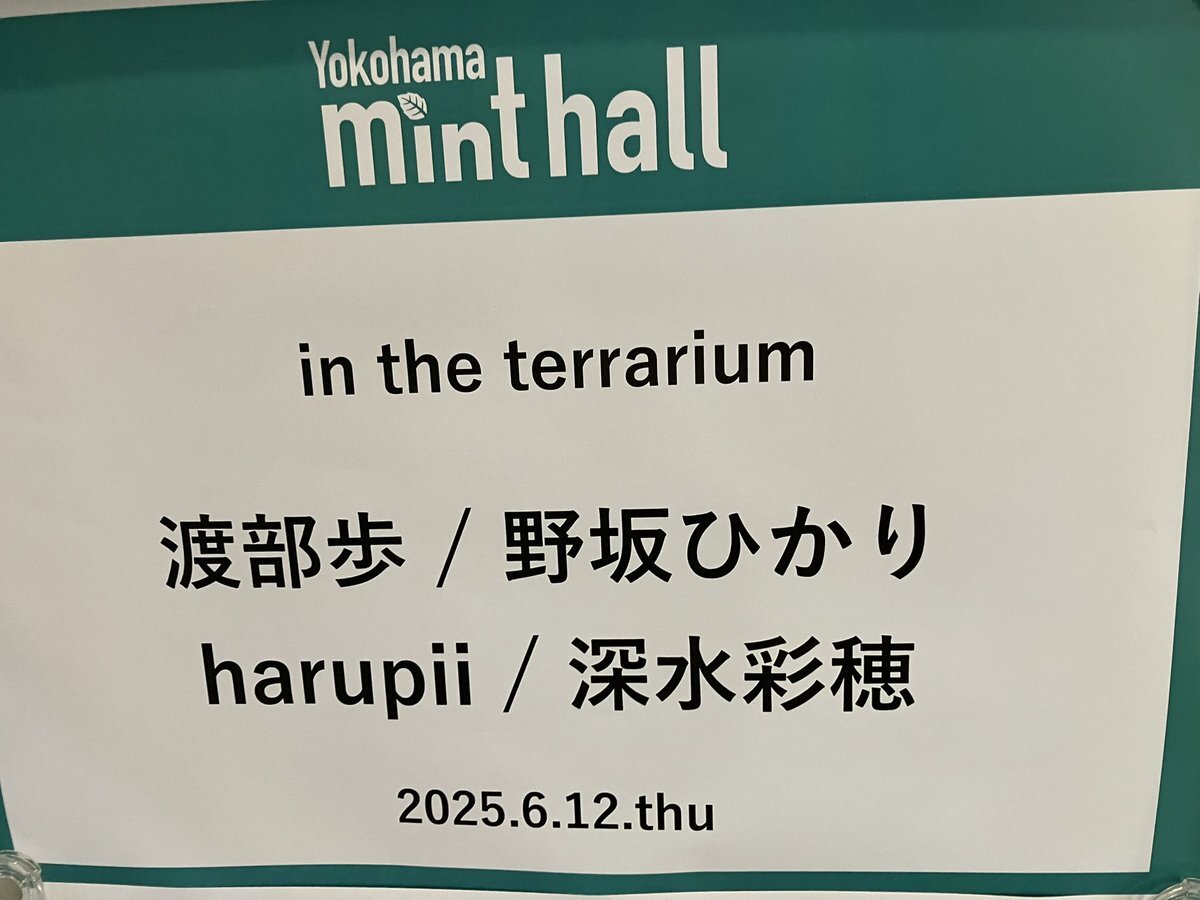 Yokohama
mint hall
in the terrarium
渡部歩 / 野坂ひかり
harupii / 深水彩穂
2025.6.12.thu